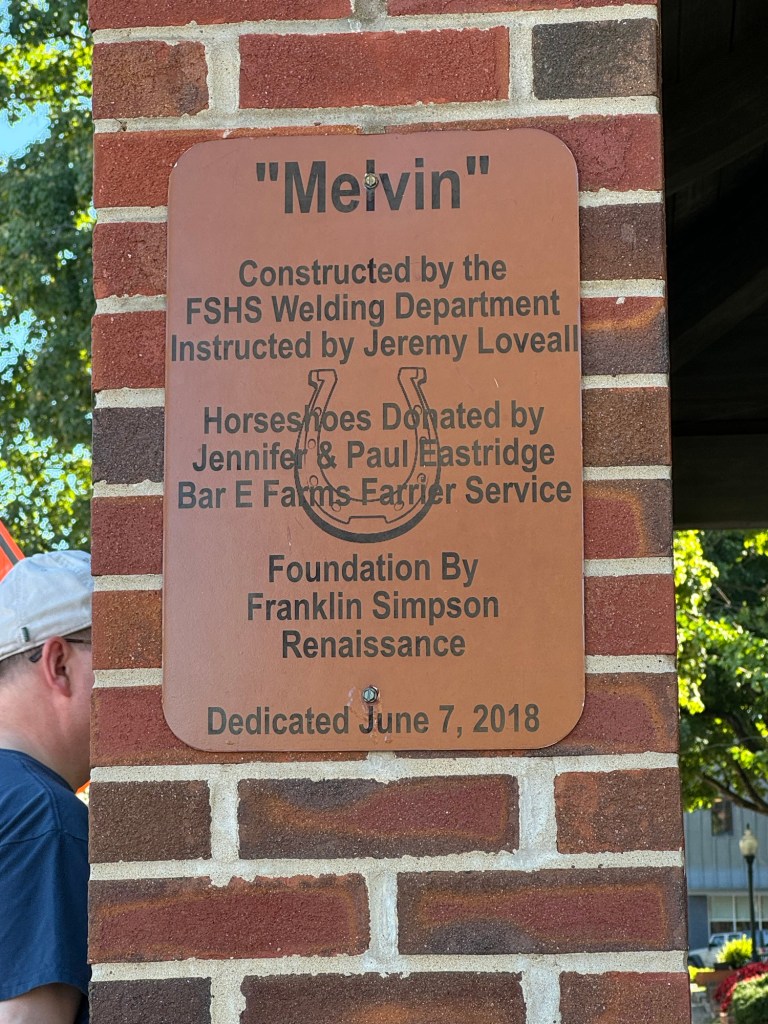 "Melvin"
Constructed by the
FSHS Welding Department
Instructed by Jeremy Loveall
Horseshoes Donated by
Jennifer & Paul Eastridge
Bar E Farms Farrier Service
Foundation By
Franklin Simpson
Renaissance
Dedicated June 7, 2018